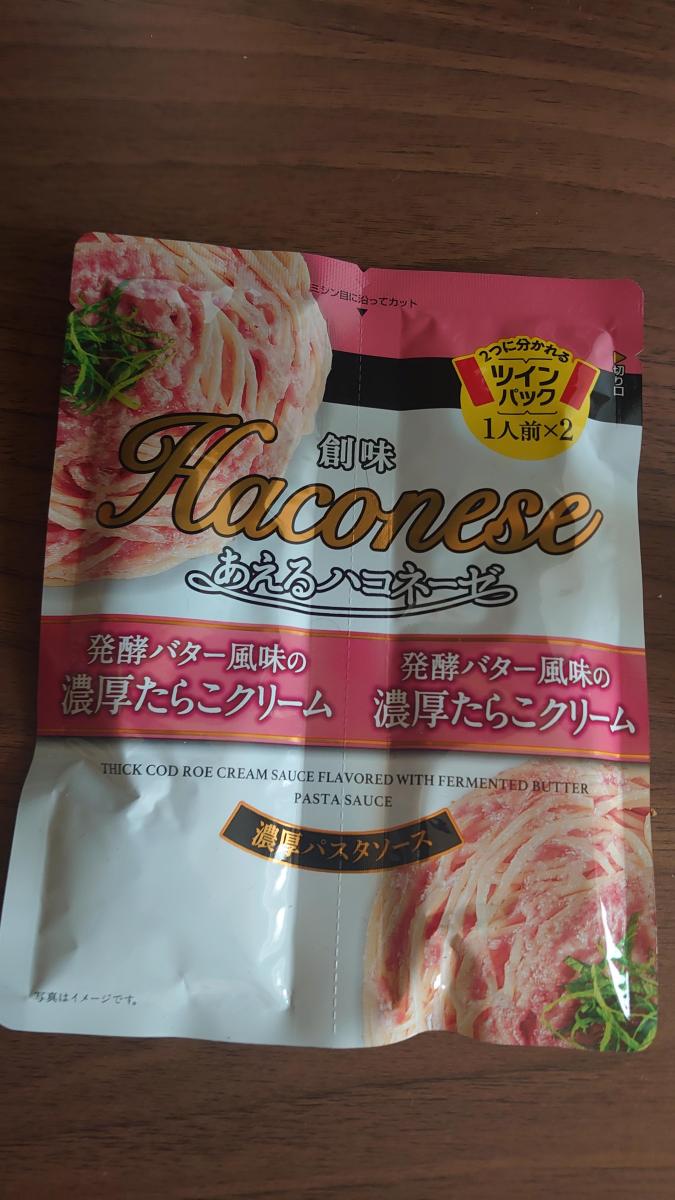 ミシン目に沿ってカット
2つに分かれる
ツイン
パック
1人前×2
切り口
創味
Haconese
あえるハコネーゼ
発酵バター風味の
濃厚たらこクリーム
発酵バター風味の
濃厚たらこクリーム
THICK COD ROE CREAM SAUCE FLAVORED WITH FERMENTED BUTTER
PASTA SAUCE
濃厚パスタソース
写真はイメージです。